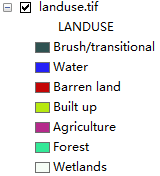 landuse.tif
LANDUSE
Brush/transitional
Water
Barren land
Built up
Agriculture
Forest
Wetlands